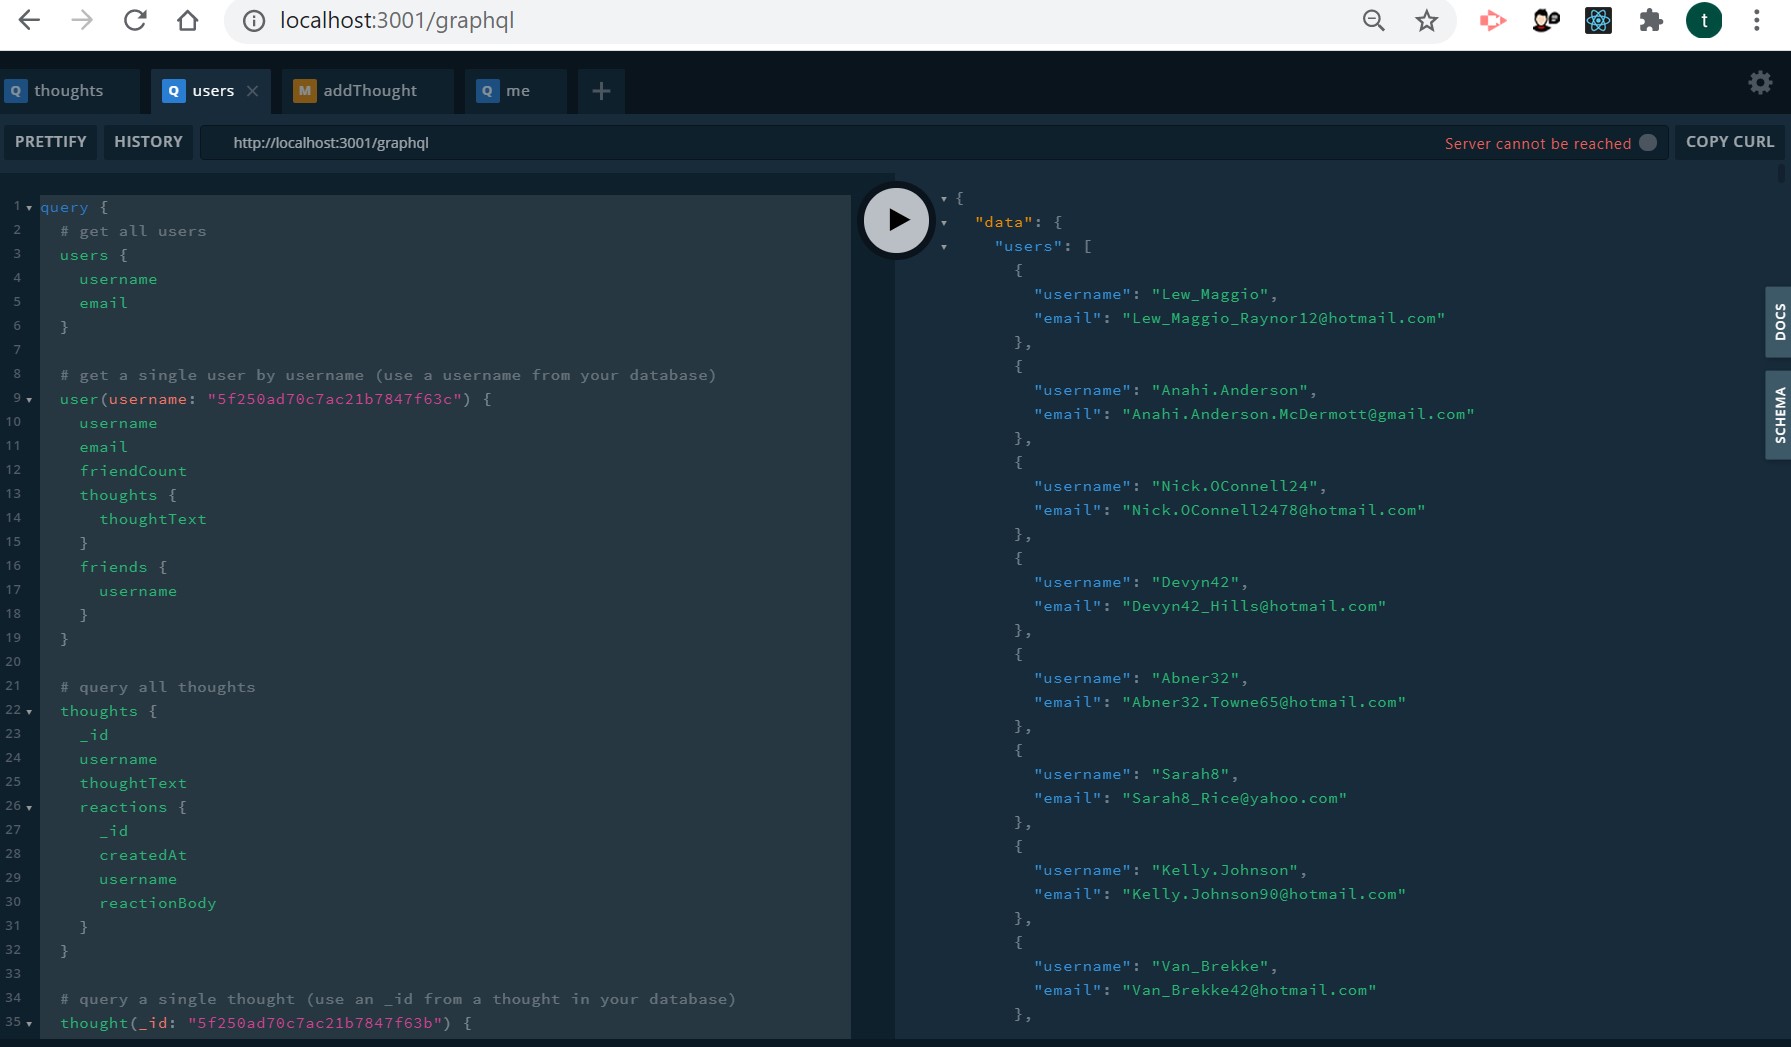 localhost:3001/graphql
t
Q thoughts
Q users
M addThought
Q me
PRETTIFY
HISTORY
http://localhost:3001/graphql
Server cannot be reached
COPY CURL
1 query {
2 # get all users
3 users {
4 username
5 email
6 }
7
8 # get a single user by username (use a username from your database)
9 user(username: "5f250ad70c7ac21b7847f63c") {
10 username
11 email
12 friendCount
13 thoughts {
14 thoughtText
15 }
16 friends {
17 username
18 }
19 }
20
21 # query all thoughts
22 thoughts {
23 _id
24 username
25 thoughtText
26 reactions {
27 _id
28 createdAt
29 username
30 reactionBody
31 }
32 }
33
34 # query a single thought (use an _id from a thought in your database)
35 thought(_id: "5f250ad70c7ac21b7847f63b") {
{
"data": {
"users": [
{
"username": "Lew_Maggio",
"email": "Lew_Maggio_Raynor12@hotmail.com"
},
{
"username": "Anahi.Anderson",
"email": "Anahi.Anderson.McDermott@gmail.com"
},
{
"username": "Nick.OConnell24",
"email": "Nick.OConnell2478@hotmail.com"
},
{
"username": "Devyn42",
"email": "Devyn42_Hills@hotmail.com"
},
{
"username": "Abner32",
"email": "Abner32.Towne65@hotmail.com"
},
{
"username": "Sarah8",
"email": "Sarah8_Rice@yahoo.com"
},
{
"username": "Kelly.Johnson",
"email": "Kelly.Johnson90@hotmail.com"
},
{
"username": "Van_Brekke",
"email": "Van_Brekke42@hotmail.com"
},
DOCS
SCHEMA